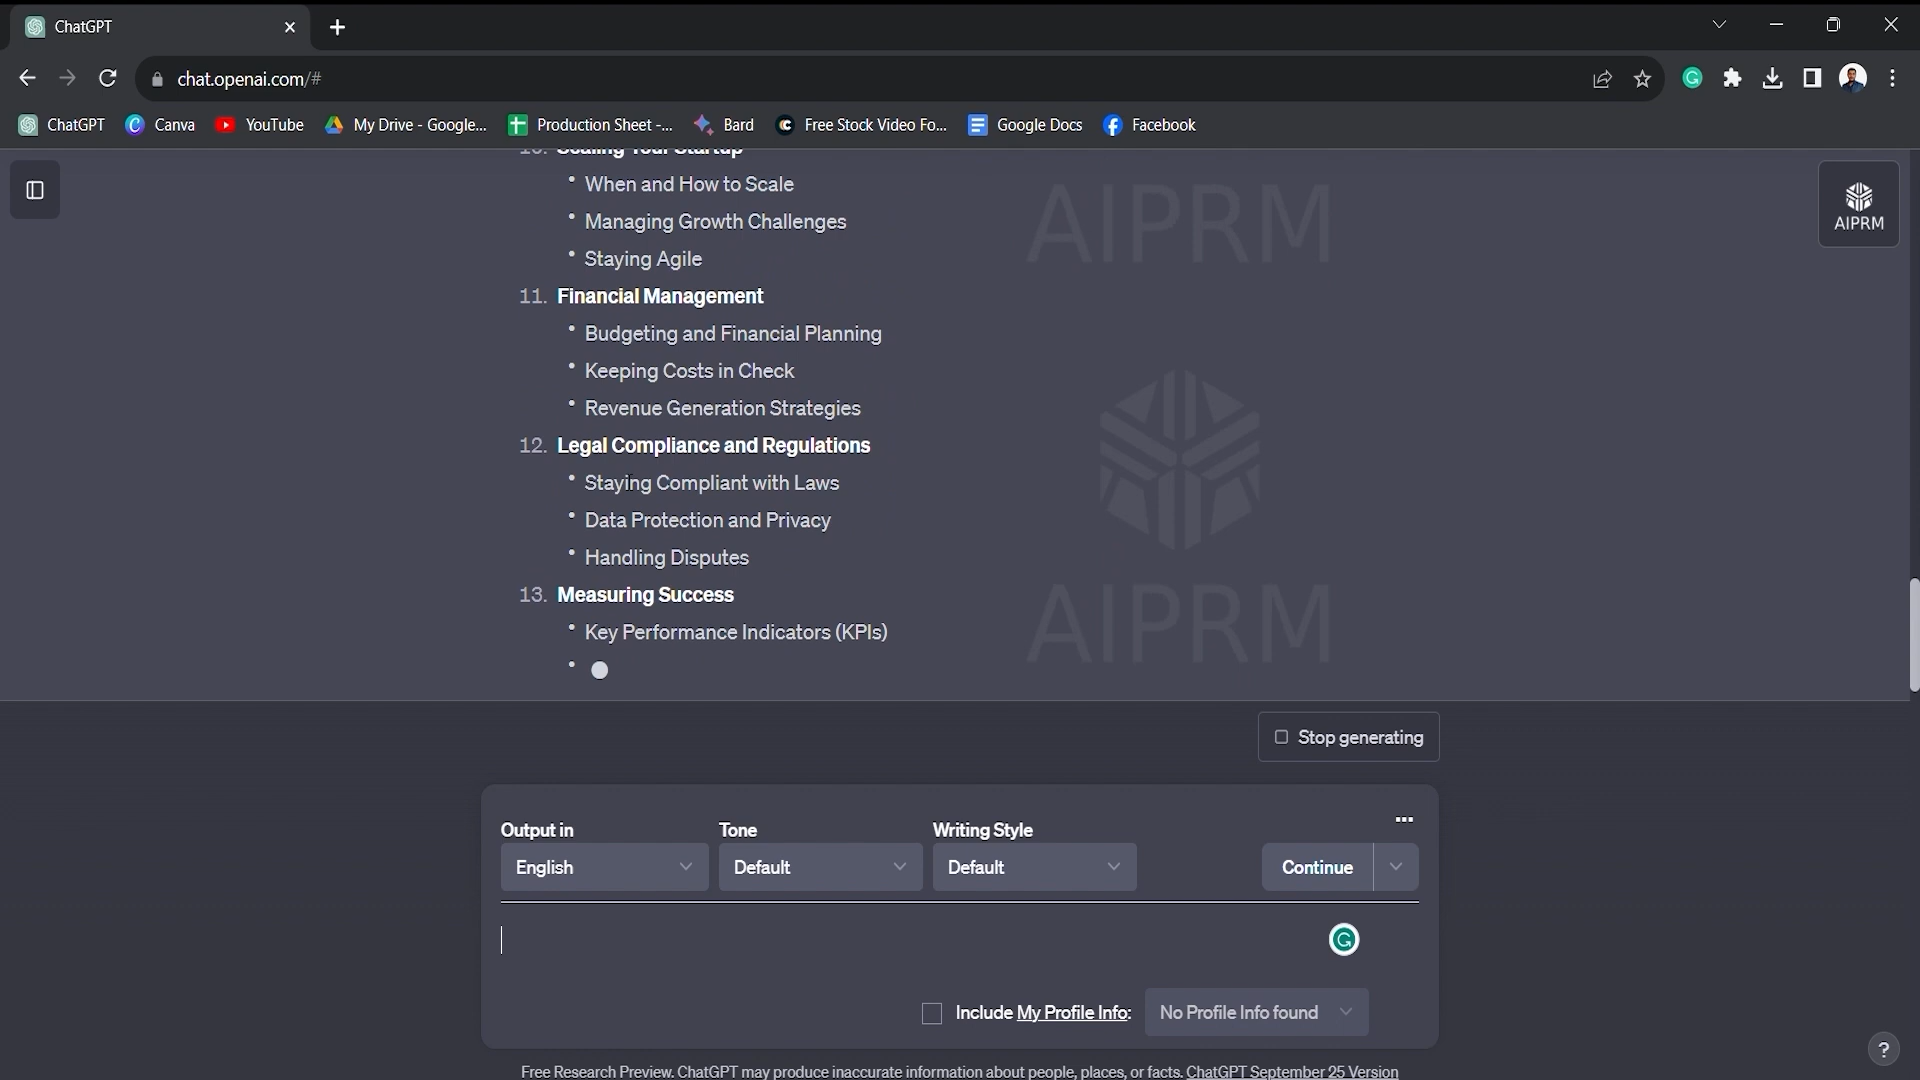 ChatGPT
chat.openai.com/#
ChatGPT Canva YouTube My Drive - Google... Production Sheet -... Bard Free Stock Video Fo... Google Docs Facebook
10. Scaling Your Startup
• When and How to Scale
• Managing Growth Challenges
• Staying Agile
11. Financial Management
• Budgeting and Financial Planning
• Keeping Costs in Check
• Revenue Generation Strategies
12. Legal Compliance and Regulations
• Staying Compliant with Laws
• Data Protection and Privacy
• Handling Disputes
13. Measuring Success
• Key Performance Indicators (KPIs)
•
AIPRM
AIPRM
AIPRM
Stop generating
Output in Tone Writing Style
English Default Default Continue
Include My Profile Info: No Profile Info found
?
Free Research Preview. ChatGPT may produce inaccurate information about people, places, or facts. ChatGPT September 25 Version